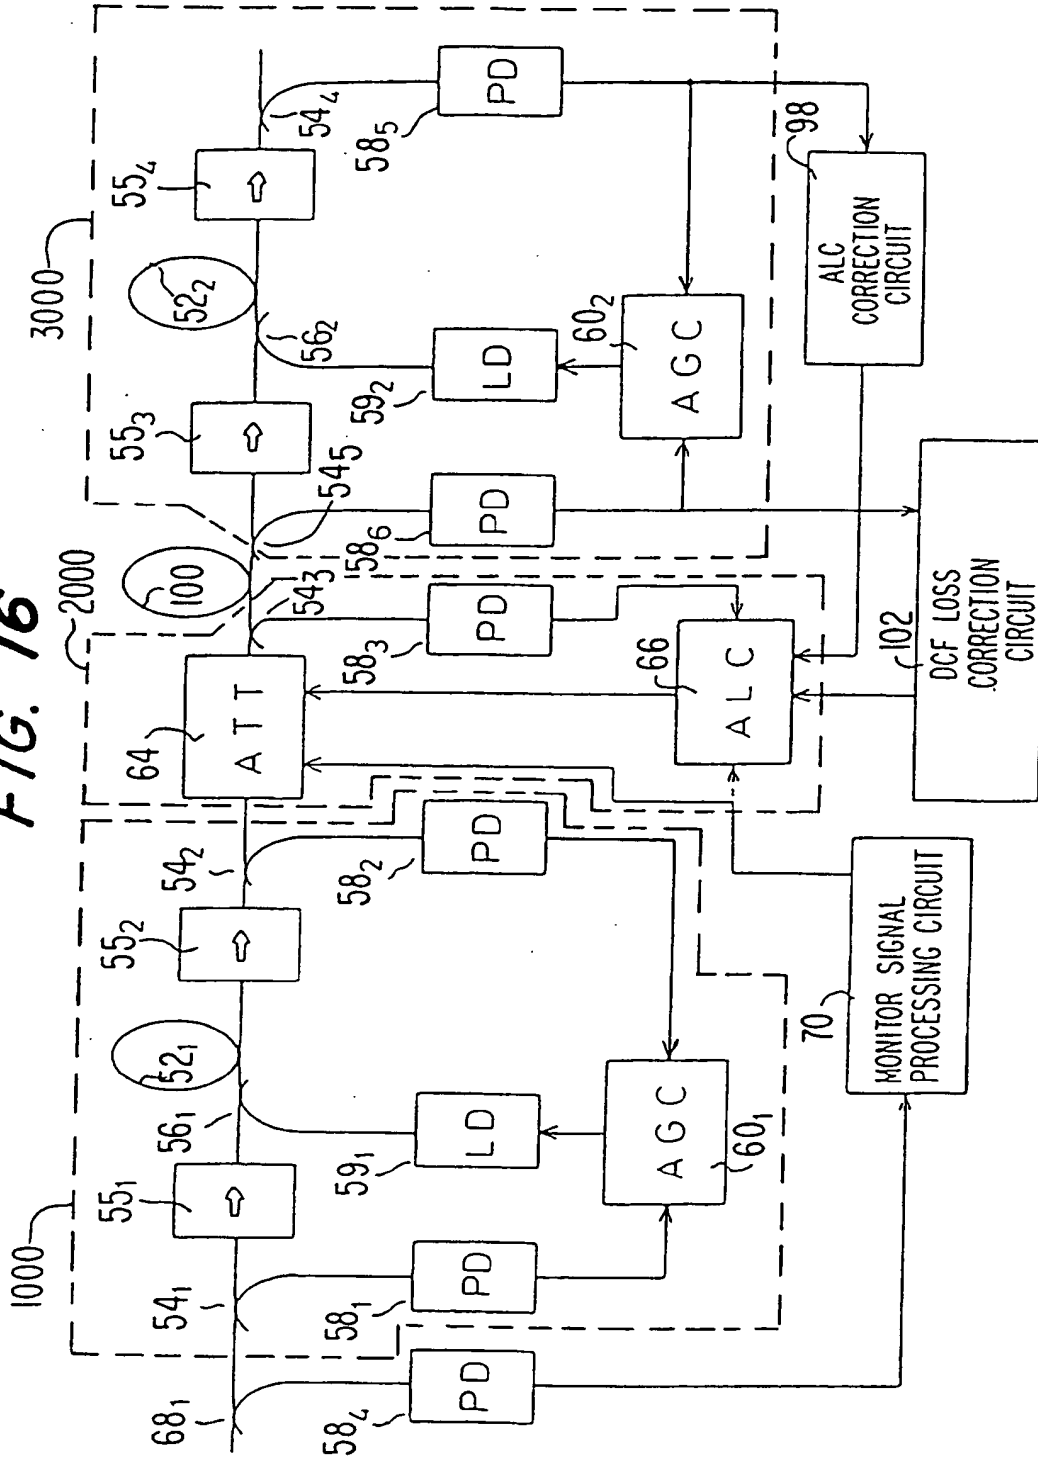 FIG. 16
1000
2000
3000
68₁
54₁
55₁
56₁
52₁
55₂
54₂
64
ATT
54₃
100
54₅
55₃
56₂
52₂
55₄
54₄
58₄
PD
58₁
PD
59₁
LD
58₂
PD
58₃
PD
58₆
PD
59₂
LD
58₅
PD
AGC
60₁
66
ALC
60₂
AGC
70
MONITOR SIGNAL
PROCESSING CIRCUIT
102
DCF LOSS
CORRECTION
CIRCUIT
98
ALC
CORRECTION
CIRCUIT